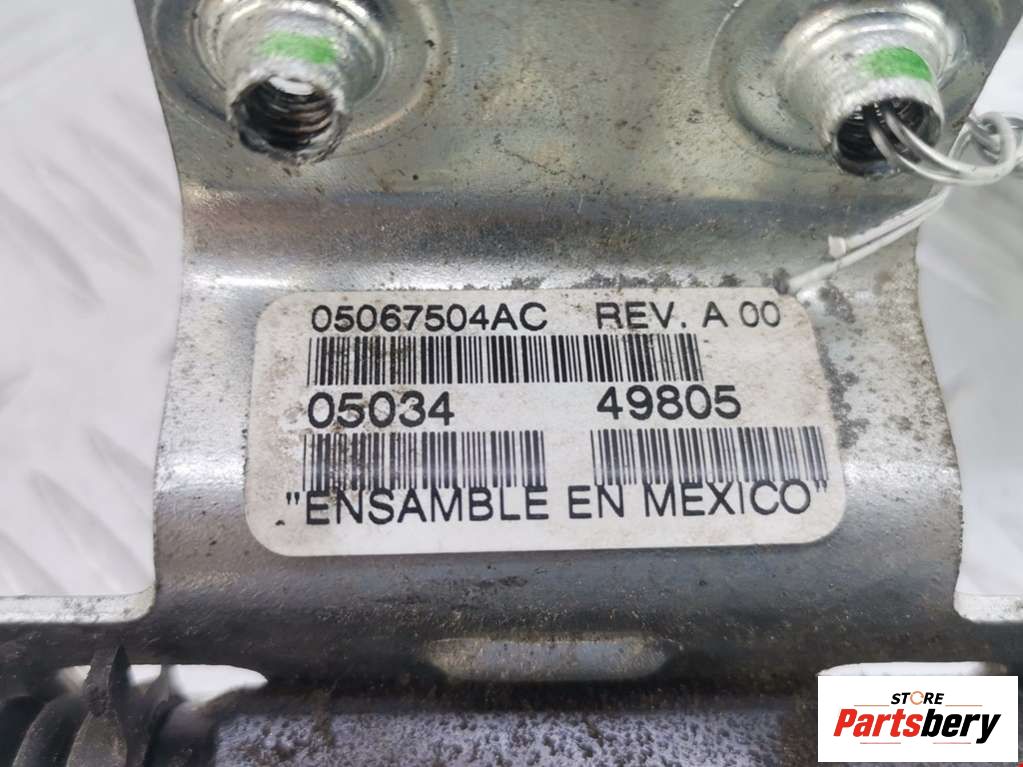 05067504AC REV. A 00
05034 49805
"ENSAMBLE EN MEXICO"
STORE
Partsbery